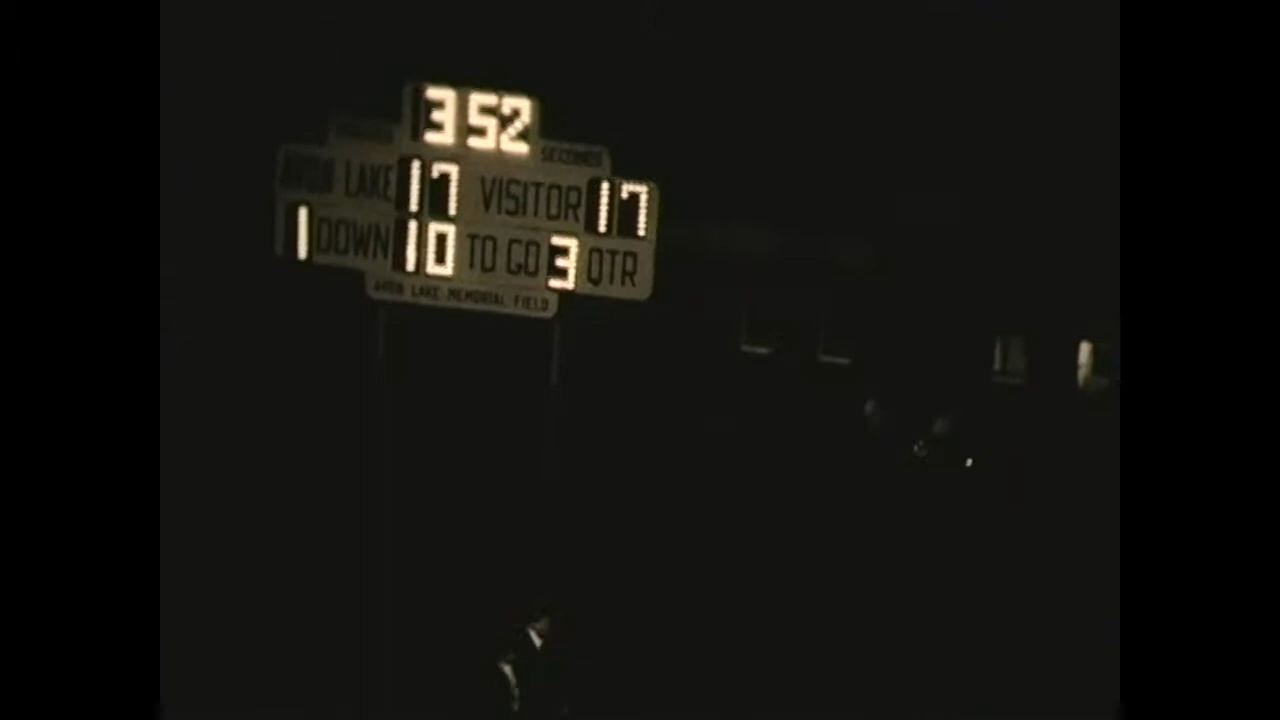 3 52
SECONDS
AVON LAKE 17 VISITOR 17
1 DOWN 10 TO GO 3 QTR
AVON LAKE MEMORIAL FIELD